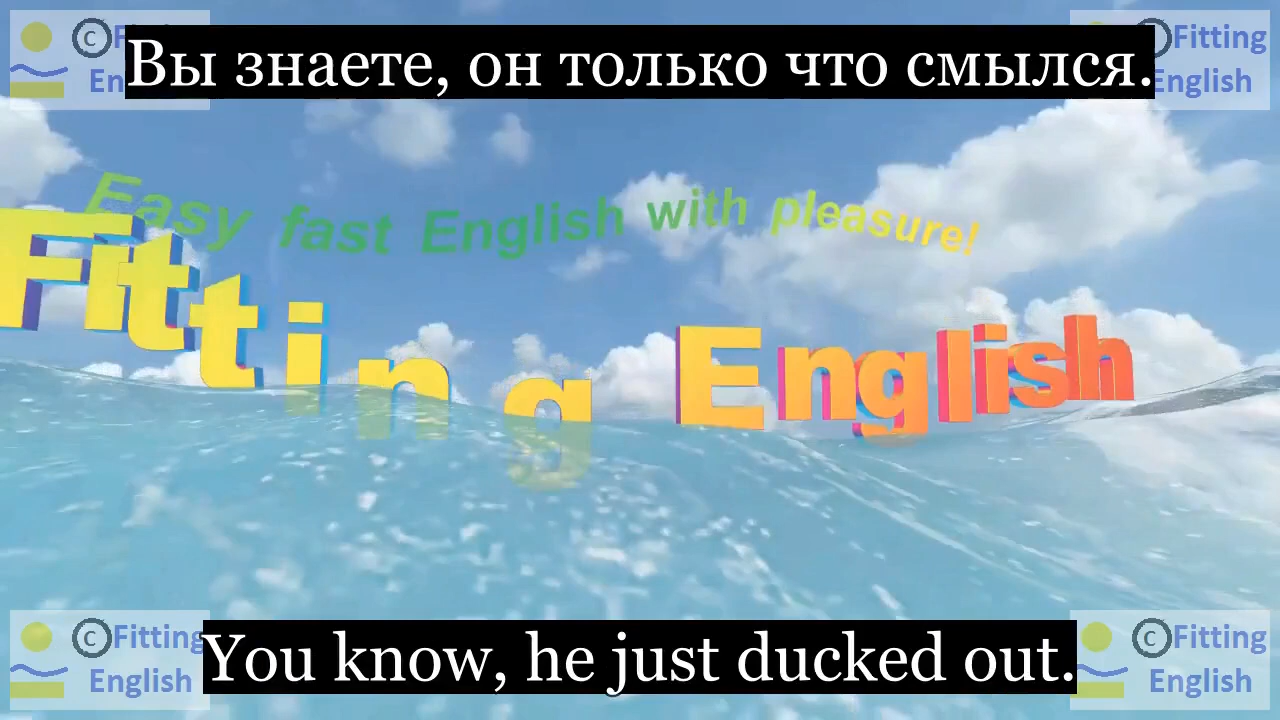 ©Fitting
English
©Fitting
English
Вы знаете, он только что смылся.
Easy fast English with pleasure!
Fitting English
You know, he just ducked out.
©Fitting
English
©Fitting
English